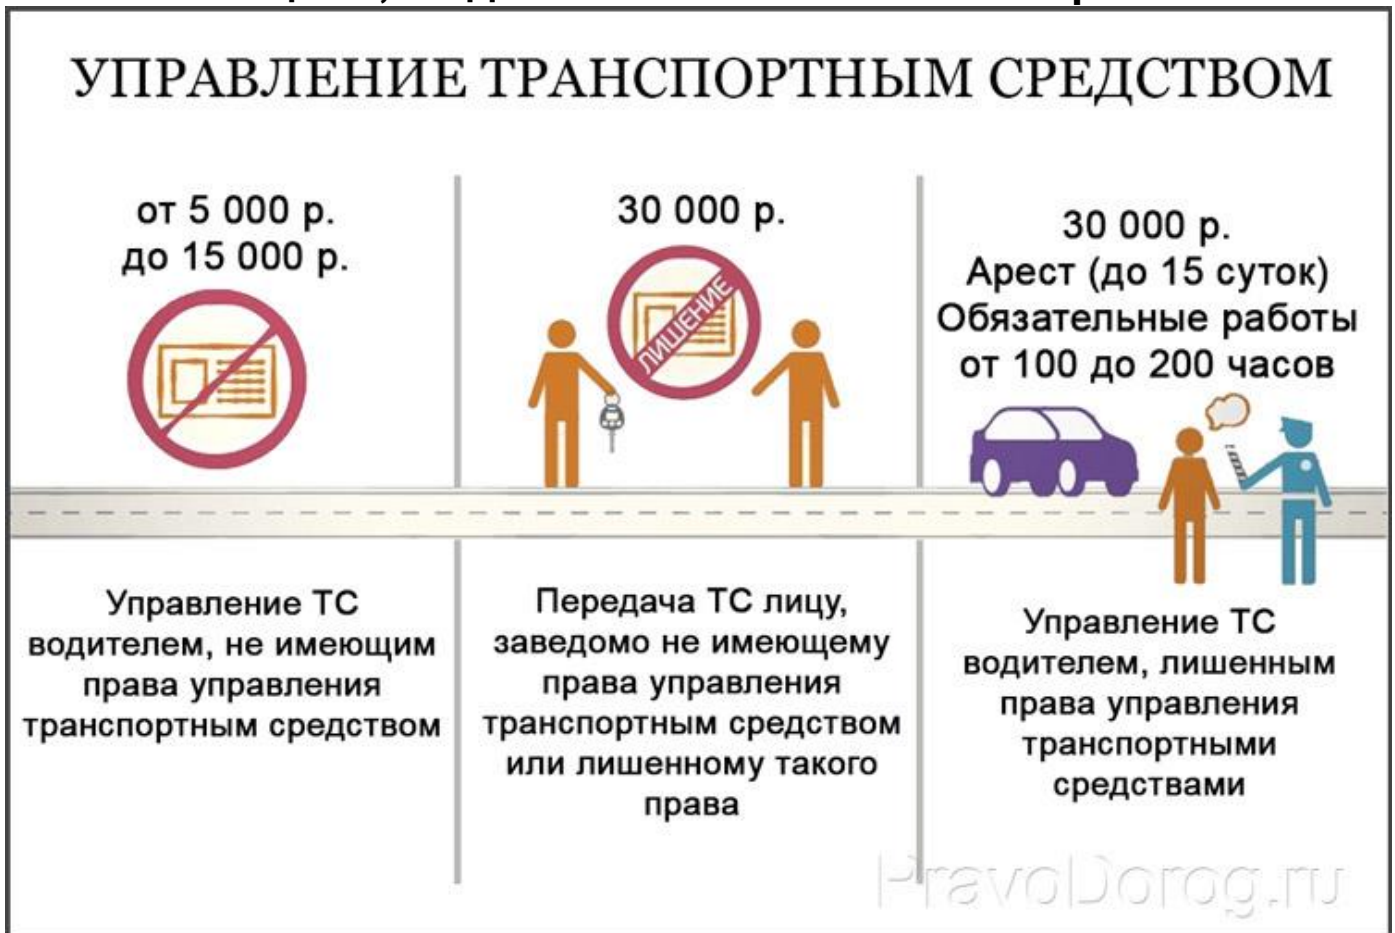 УПРАВЛЕНИЕ ТРАНСПОРТНЫМ СРЕДСТВОМ
от 5 000 р.
до 15 000 р.
30 000 р.
ЛИШЕНИЕ
30 000 р.
Арест (до 15 суток)
Обязательные работы
от 100 до 200 часов
Управление ТС
водителем, не имеющим
права управления
транспортным средством
Передача ТС лицу,
заведомо не имеющему
права управления
транспортным средством
или лишенному такого
права
Управление ТС
водителем, лишенным
права управления
транспортными
средствами
PravoDorog.ru